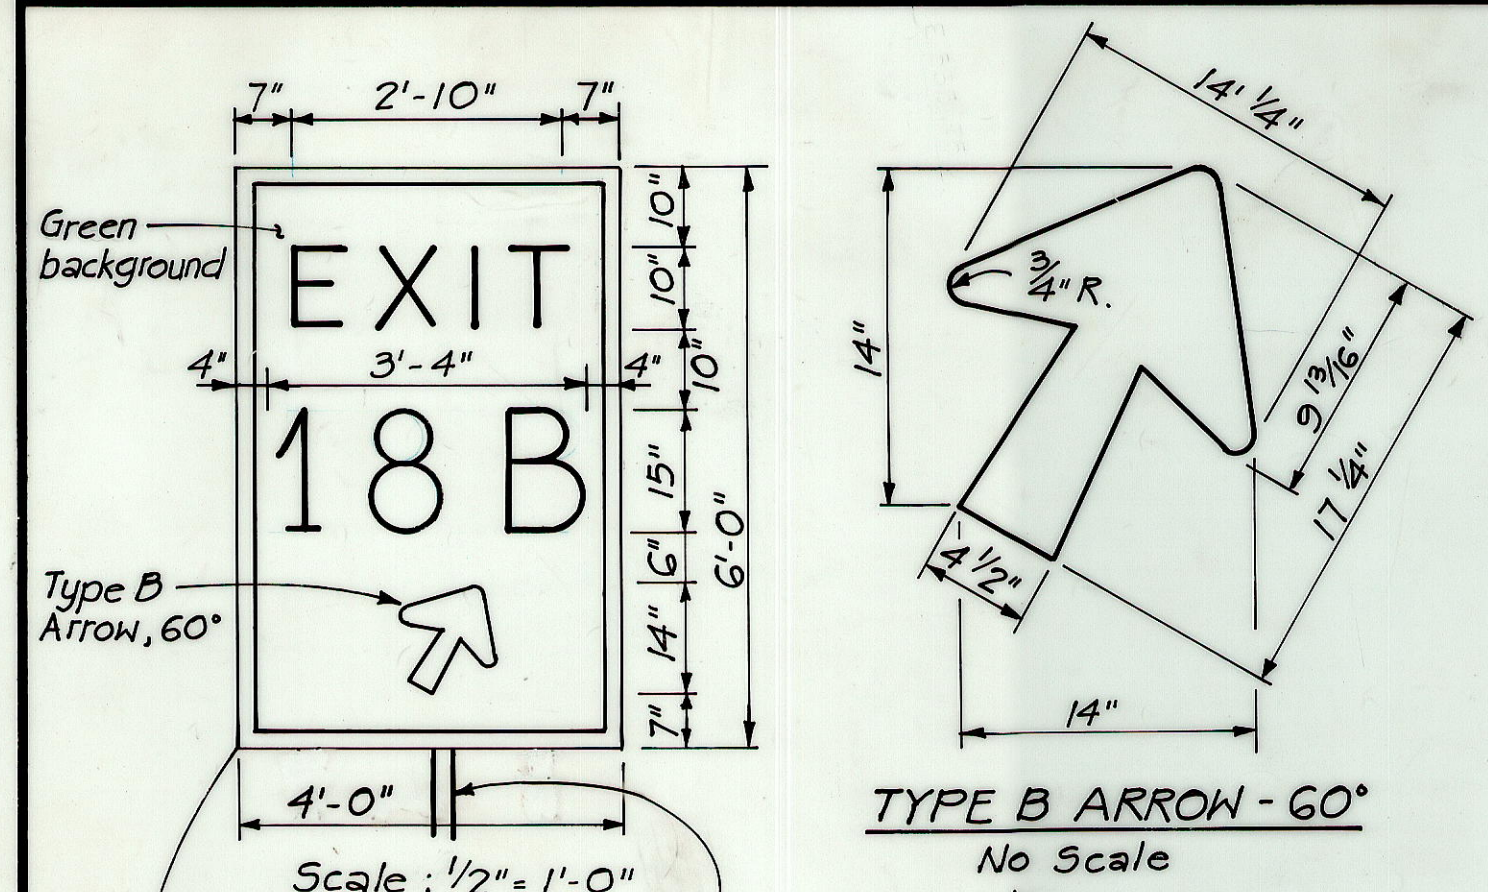 7" 2'-10" 7"
Green
background
EXIT
4" 3'-4" 4"
18 B
Type B
Arrow, 60°
10"
10"
10"
15"
6"
14"
7"
6'-0"
4'-0"
Scale : 1/2" = 1'-0"
14' 1/4"
3/4" R.
14"
9 13/16"
17 1/4"
4 1/2"
14"
TYPE B ARROW - 60°
No Scale